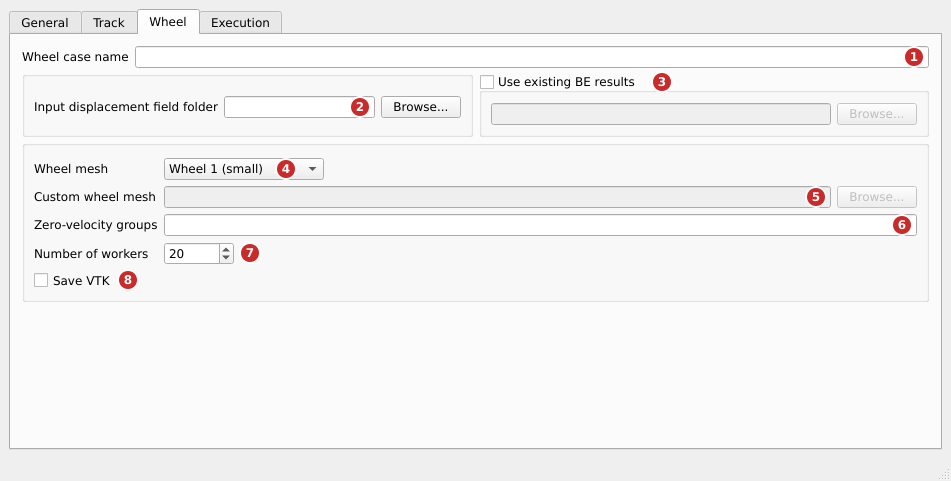 General Track Wheel Execution
Wheel case name 1
Use existing BE results 3
Input displacement field folder 2 Browse...
Browse...
Wheel mesh Wheel 1 (small) 4
Custom wheel mesh 5 Browse...
Zero-velocity groups 6
Number of workers 20 7
Save VTK 8